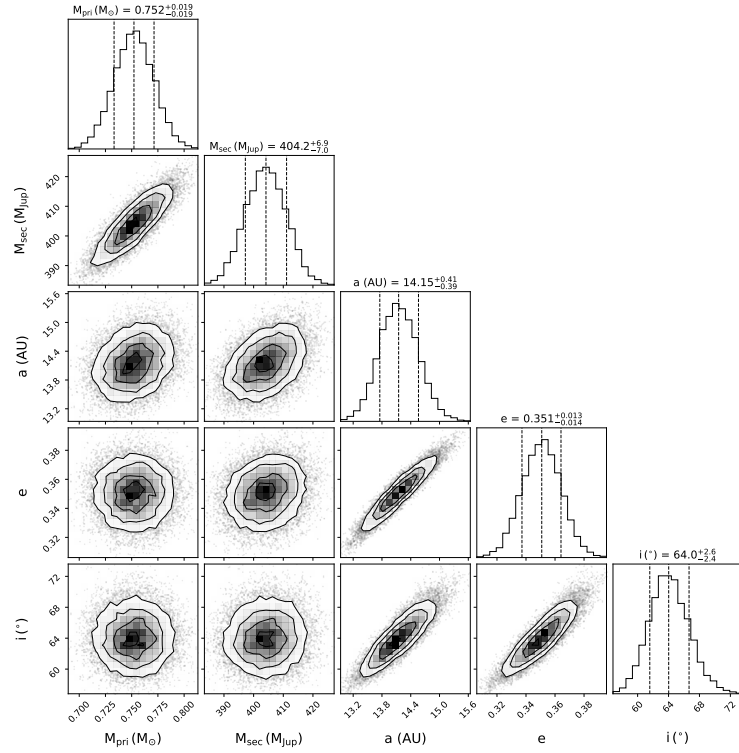 M_pri (M_⊙) = 0.752^{+0.019}_{−0.019}
M_sec (M_Jup) = 404.2^{+6.9}_{−7.0}
a (AU) = 14.15^{+0.41}_{−0.39}
e = 0.351^{+0.013}_{−0.014}
i (°) = 64.0^{+2.6}_{−2.4}
M_sec (M_Jup)
420
410
400
390
a (AU)
15.6
15.0
14.4
13.8
13.2
e
0.38
0.36
0.34
0.32
i (°)
72
68
64
60
0.700 0.725 0.750 0.775 0.800
390 400 410 420
13.2 13.8 14.4 15.0 15.6
0.32 0.34 0.36 0.38
60 64 68 72
M_pri (M_⊙)
M_sec (M_Jup)
a (AU)
e
i (°)